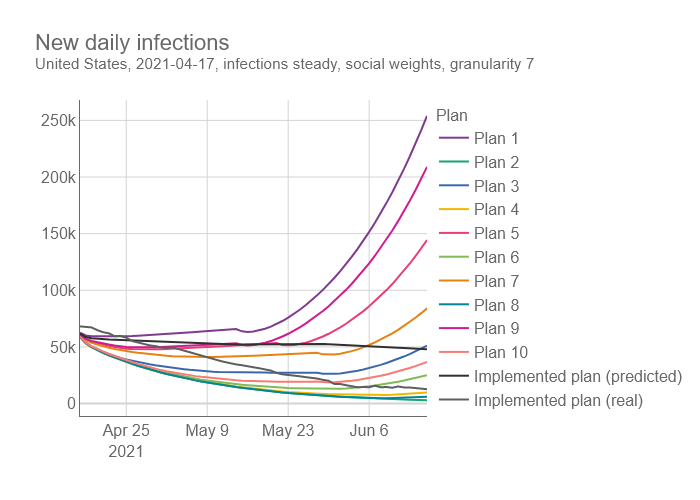 New daily infections
United States, 2021-04-17, infections steady, social weights, granularity 7
Plan
250k
200k
150k
100k
50k
0
Plan 1
Plan 2
Plan 3
Plan 4
Plan 5
Plan 6
Plan 7
Plan 8
Plan 9
Plan 10
Implemented plan (predicted)
Implemented plan (real)
Apr 25
2021
May 9
May 23
Jun 6